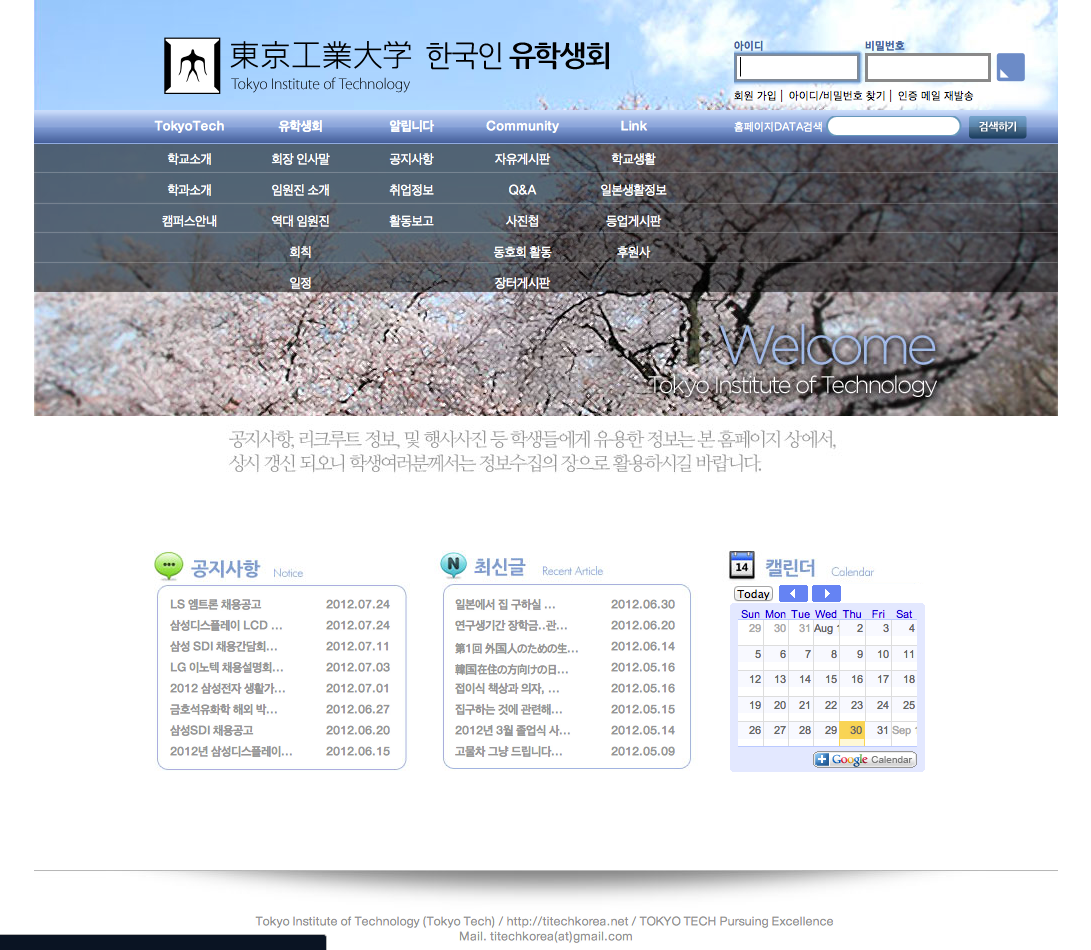 東京工業大学 한국인 유학생회
Tokyo Institute of Technology
아이디 비밀번호
회원 가입 | 아이디/비밀번호 찾기 | 인증 메일 재발송
TokyoTech 유학생회 알립니다 Community Link 홈페이지DATA검색 검색하기
학교소개 회장 인사말 공지사항 자유게시판 학교생활
학과소개 임원진 소개 취업정보 Q&A 일본생활정보
캠퍼스안내 역대 임원진 활동보고 사진첩 등업게시판
회칙 동호회 활동 후원사
일정 장터게시판
Welcome
Tokyo Institute of Technology
공지사항, 리크루트 정보, 및 행사사진 등 학생들에게 유용한 정보는 본 홈페이지 상에서,
상시 갱신 되오니 학생여러분께서는 정보수집의 장으로 활용하시길 바랍니다.
공지사항 Notice
LS 엠트론 채용공고 2012.07.24
삼성디스플레이 LCD ... 2012.07.24
삼성 SDI 채용간담회... 2012.07.11
LG 이노텍 채용설명회... 2012.07.03
2012 삼성전자 생활가... 2012.07.01
금호석유화학 해외 박... 2012.06.27
삼성SDI 채용공고 2012.06.20
2012년 삼성디스플레이... 2012.06.15
N 최신글 Recent Article
일본에서 집 구하실 ... 2012.06.30
연구생기간 장학금..관... 2012.06.20
第1回 外国人のための生... 2012.06.14
韓国在住の方向けの日... 2012.05.16
접이식 책상과 의자, ... 2012.05.16
집구하는 것에 관련해... 2012.05.15
2012년 3월 졸업식 사... 2012.05.14
고물차 그냥 드립니다... 2012.05.09
14 캘린더 Calendar
Today
Sun Mon Tue Wed Thu Fri Sat
29 30 31 Aug 1 2 3 4
5 6 7 8 9 10 11
12 13 14 15 16 17 18
19 20 21 22 23 24 25
26 27 28 29 30 31 Sep 1
Google Calendar
Tokyo Institute of Technology (Tokyo Tech) / http://titechkorea.net / TOKYO TECH Pursuing Excellence
Mail. titechkorea(at)gmail.com